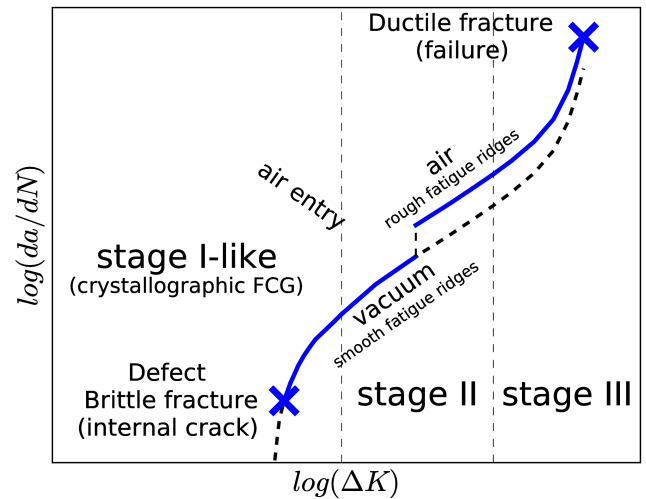 Ductile fracture
(failure)
air
rough fatigue ridges
air entry
stage I-like
(crystallographic FCG)
vacuum
smooth fatigue ridges
Defect
Brittle fracture
(internal crack)
stage II
stage III
log(da/dN)
log(ΔK)